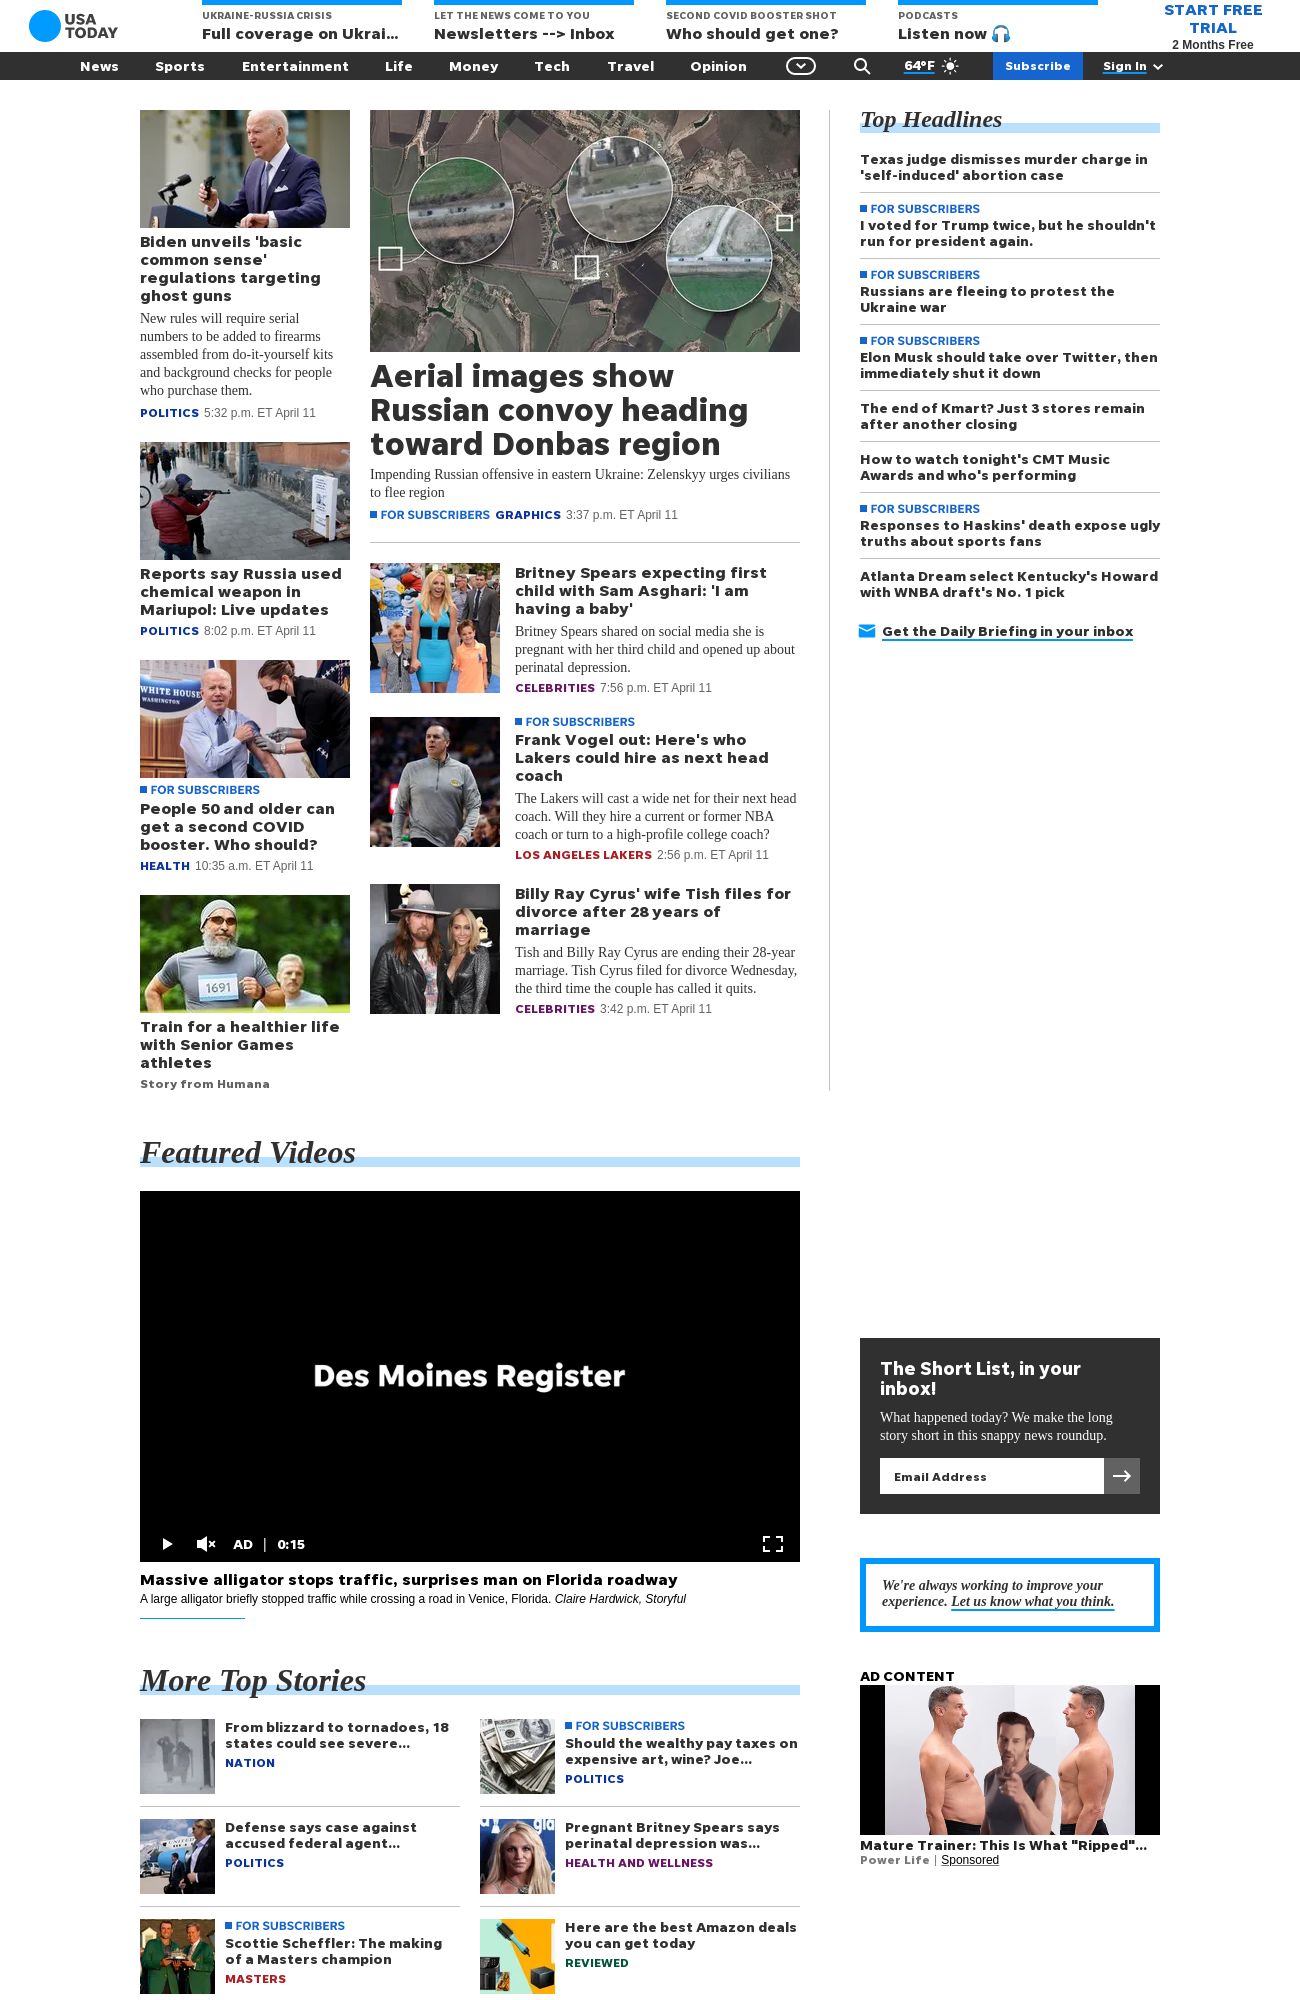 USA
TODAY
UKRAINE-RUSSIA CRISIS
Full coverage on Ukrai...
LET THE NEWS COME TO YOU
Newsletters --> Inbox
SECOND COVID BOOSTER SHOT
Who should get one?
PODCASTS
Listen now 🎧
START FREE
TRIAL
2 Months Free
News Sports Entertainment Life Money Tech Travel Opinion 64°F Subscribe Sign In
Biden unveils 'basic
common sense'
regulations targeting
ghost guns
New rules will require serial
numbers to be added to firearms
assembled from do-it-yourself kits
and background checks for people
who purchase them.
POLITICS 5:32 p.m. ET April 11
Reports say Russia used
chemical weapon in
Mariupol: Live updates
POLITICS 8:02 p.m. ET April 11
WHITE HOUSE
WASHINGTON
FOR SUBSCRIBERS
People 50 and older can
get a second COVID
booster. Who should?
HEALTH 10:35 a.m. ET April 11
1691
Train for a healthier life
with Senior Games
athletes
Story from Humana
Aerial images show
Russian convoy heading
toward Donbas region
Impending Russian offensive in eastern Ukraine: Zelenskyy urges civilians
to flee region
FOR SUBSCRIBERS GRAPHICS 3:37 p.m. ET April 11
Britney Spears expecting first
child with Sam Asghari: 'I am
having a baby'
Britney Spears shared on social media she is
pregnant with her third child and opened up about
perinatal depression.
CELEBRITIES 7:56 p.m. ET April 11
FOR SUBSCRIBERS
Frank Vogel out: Here's who
Lakers could hire as next head
coach
The Lakers will cast a wide net for their next head
coach. Will they hire a current or former NBA
coach or turn to a high-profile college coach?
LOS ANGELES LAKERS 2:56 p.m. ET April 11
Billy Ray Cyrus' wife Tish files for
divorce after 28 years of
marriage
Tish and Billy Ray Cyrus are ending their 28-year
marriage. Tish Cyrus filed for divorce Wednesday,
the third time the couple has called it quits.
CELEBRITIES 3:42 p.m. ET April 11
Top Headlines
Texas judge dismisses murder charge in
'self-induced' abortion case
FOR SUBSCRIBERS
I voted for Trump twice, but he shouldn't
run for president again.
FOR SUBSCRIBERS
Russians are fleeing to protest the
Ukraine war
FOR SUBSCRIBERS
Elon Musk should take over Twitter, then
immediately shut it down
The end of Kmart? Just 3 stores remain
after another closing
How to watch tonight's CMT Music
Awards and who's performing
FOR SUBSCRIBERS
Responses to Haskins' death expose ugly
truths about sports fans
Atlanta Dream select Kentucky's Howard
with WNBA draft's No. 1 pick
Get the Daily Briefing in your inbox
Featured Videos
Des Moines Register
AD | 0:15
Massive alligator stops traffic, surprises man on Florida roadway
A large alligator briefly stopped traffic while crossing a road in Venice, Florida. Claire Hardwick, Storyful
The Short List, in your
inbox!
What happened today? We make the long
story short in this snappy news roundup.
Email Address
We're always working to improve your
experience. Let us know what you think.
More Top Stories
From blizzard to tornadoes, 18
states could see severe...
NATION
FOR SUBSCRIBERS
Should the wealthy pay taxes on
expensive art, wine? Joe...
POLITICS
Defense says case against
accused federal agent...
POLITICS
Pregnant Britney Spears says
perinatal depression was...
HEALTH AND WELLNESS
FOR SUBSCRIBERS
Scottie Scheffler: The making
of a Masters champion
MASTERS
Here are the best Amazon deals
you can get today
REVIEWED
AD CONTENT
Mature Trainer: This Is What "Ripped"...
Power Life | Sponsored